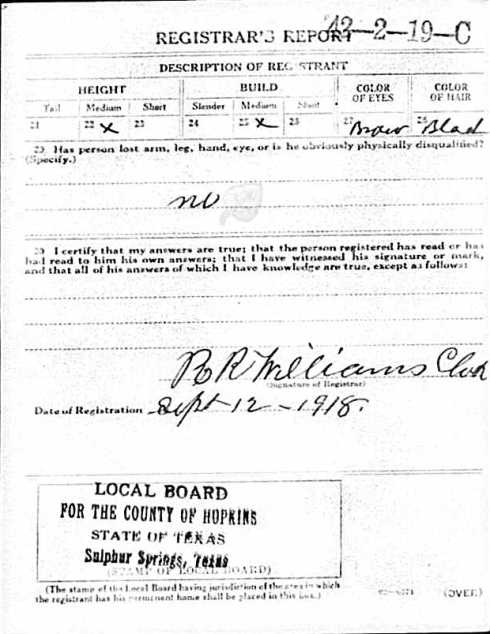 REGISTRAR'S REPORT 42-2-19-C
DESCRIPTION OF REGISTRANT
HEIGHT BUILD COLOR OF EYES COLOR OF HAIR
Tall Medium Short Slender Medium Stout
21 22 x 23 24 25 x 26 27 Brown 28 Black
29 Has person lost arm, leg, hand, eye, or is he obviously physically disqualified?
(Specify.)
no
30 I certify that my answers are true; that the person registered has read or has
had read to him his own answers; that I have witnessed his signature or mark,
and that all of his answers of which I have knowledge are true, except as follows:
R R Williams Clerk
(Signature of Registrar)
Date of Registration Sept 12-1918.
LOCAL BOARD
FOR THE COUNTY OF HOPKINS
STATE OF TEXAS
Sulphur Springs, Texas
(STAMP OF LOCAL BOARD)
(The stamp of the Local Board having jurisdiction of the area in which
the registrant has his permanent home shall be placed in this box.)
(OVER)